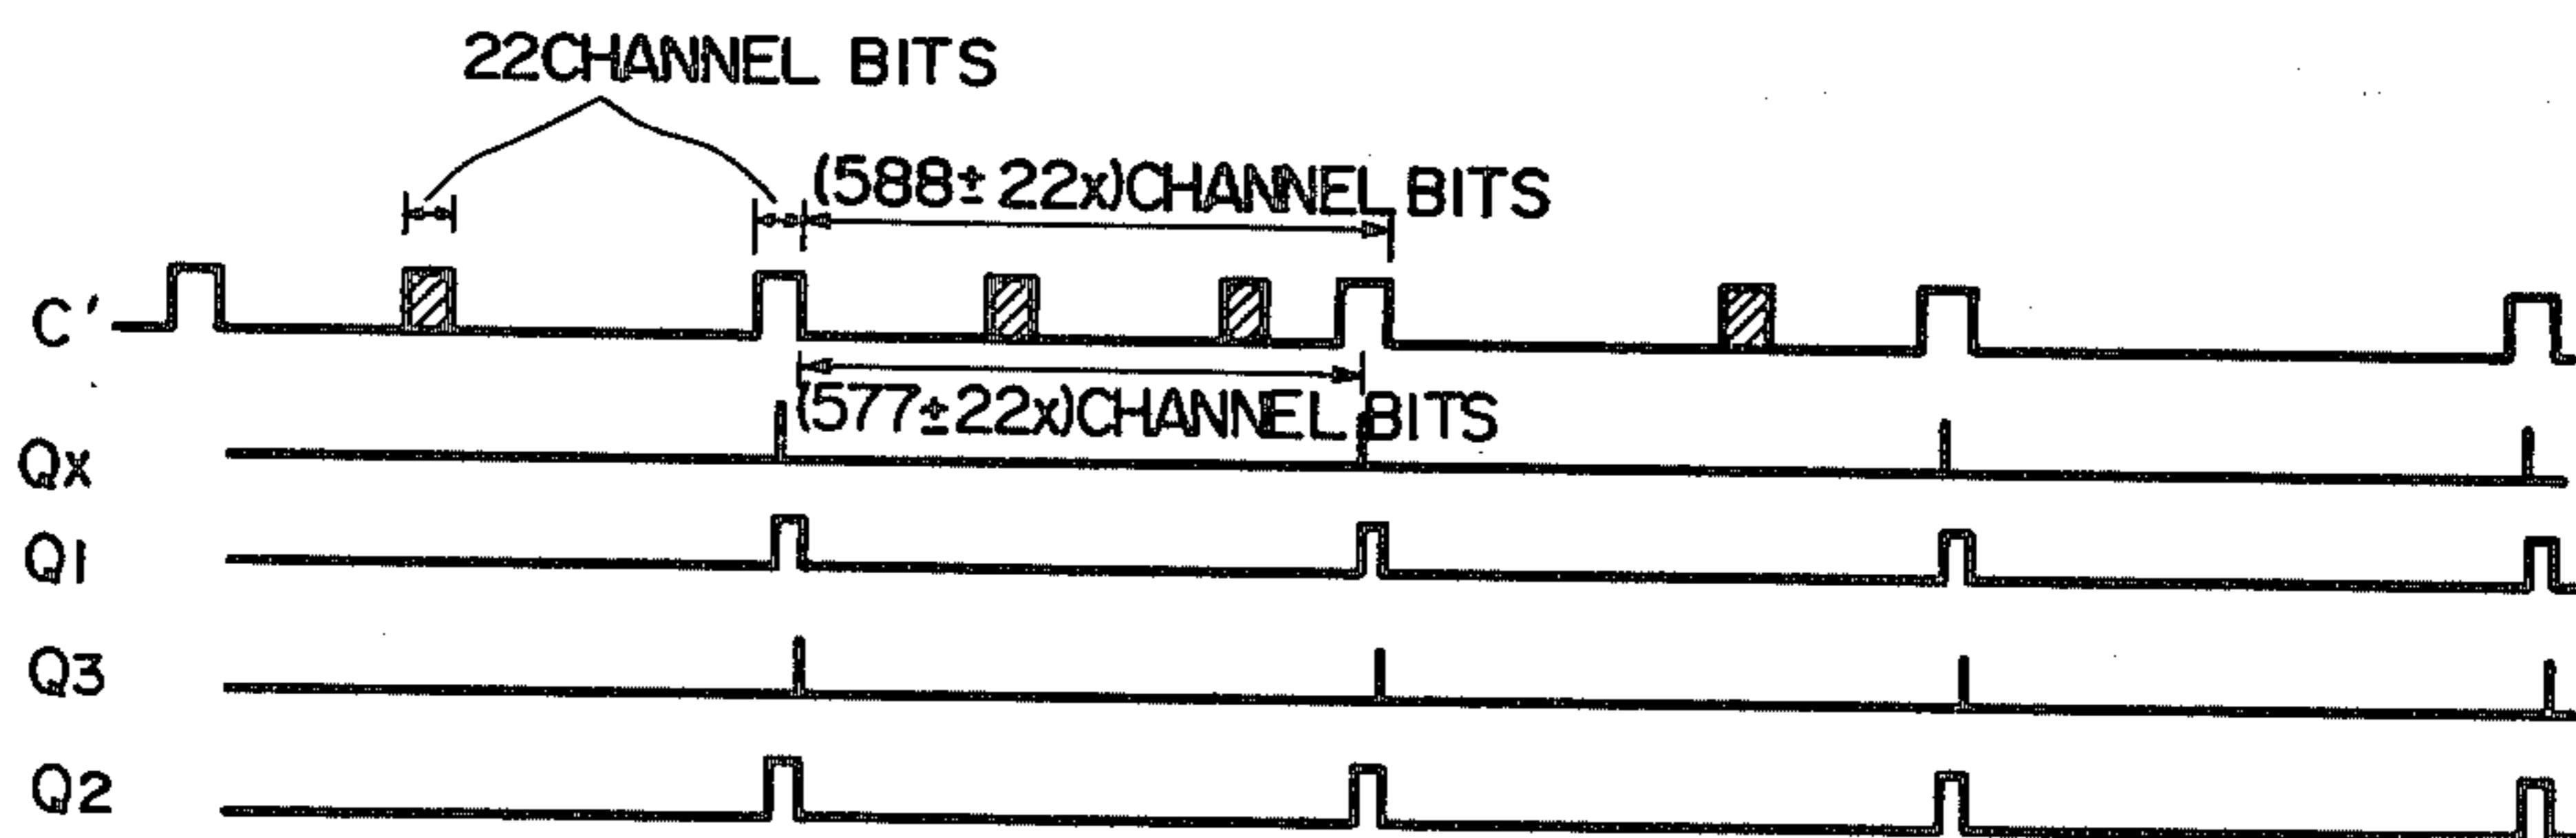 22CHANNEL BITS
(588±22x)CHANNEL BITS
C'
(577±22x)CHANNEL BITS
Qx
Q1
Q3
Q2